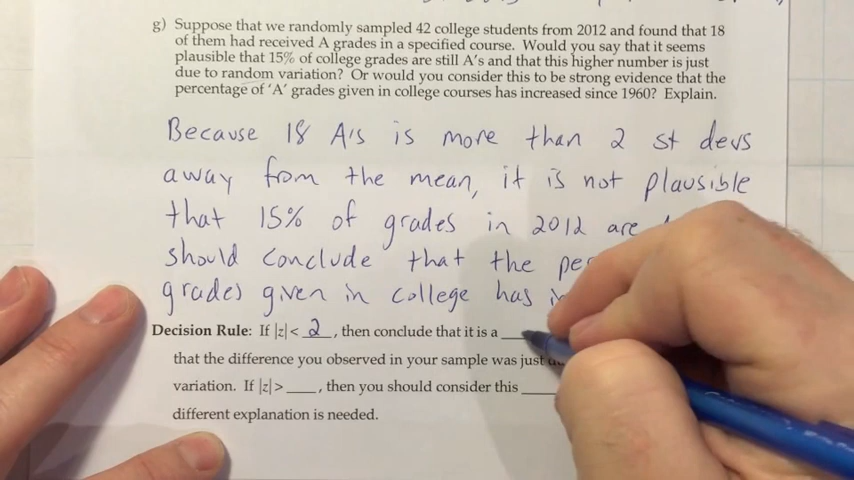 g) Suppose that we randomly sampled 42 college students from 2012 and found that 18
of them had received A grades in a specified course. Would you say that it seems
plausible that 15% of college grades are still A's and that this higher number is just
due to random variation? Or would you consider this to be strong evidence that the
percentage of 'A' grades given in college courses has increased since 1960? Explain.
Because 18 A's is more than 2 st devs
away from the mean, it is not plausible
that 15% of grades in 2012 are
should conclude that the
grades given in college has
Decision Rule: If |z| < 2, then conclude that it is a
that the difference you observed in your sample was just
variation. If |z| > ____, then you should consider this ____
different explanation is needed.